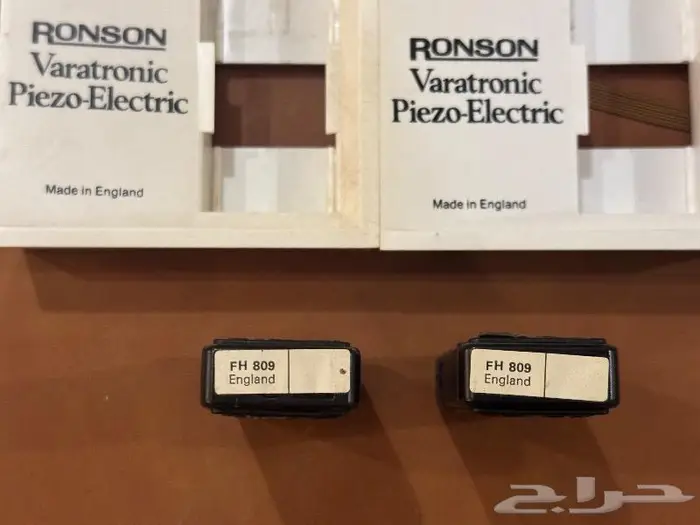 RONSON
Varatronic
Piezo-Electric
Made in England
RONSON
Varatronic
Piezo-Electric
Made in England
FH 809
England
FH 809
England
حراج